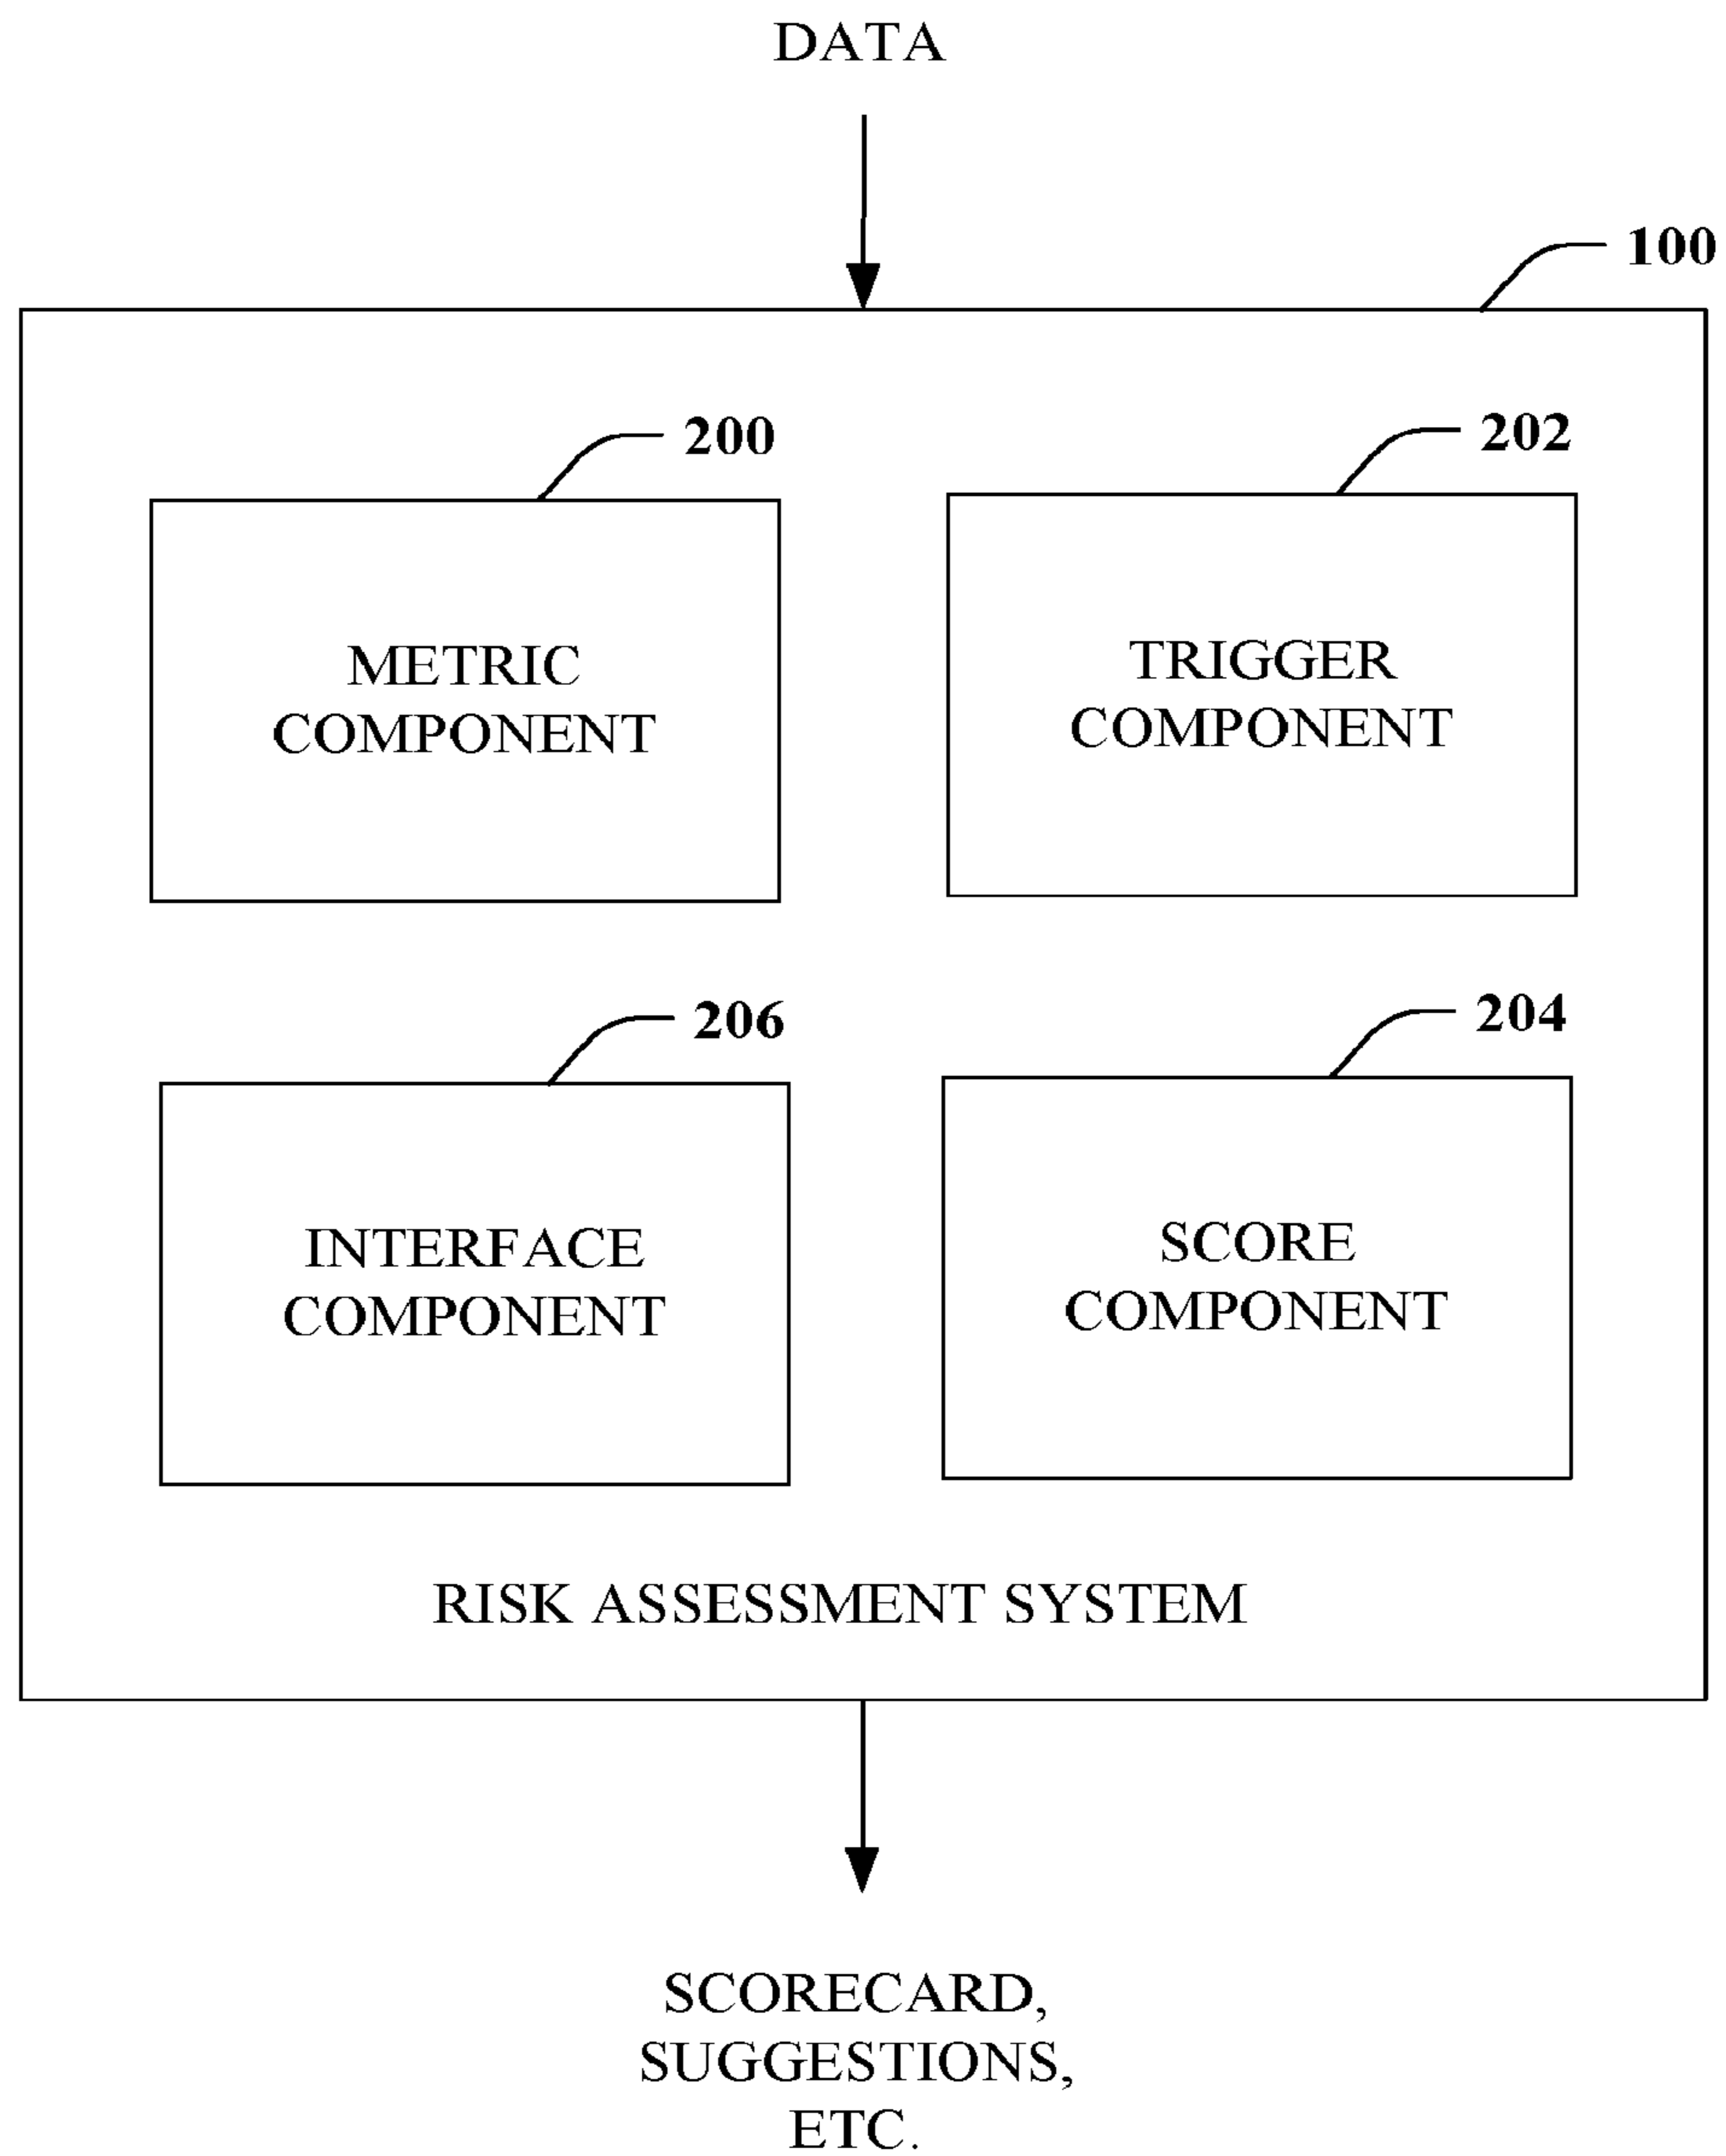 DATA
100
200
202
METRIC
COMPONENT
TRIGGER
COMPONENT
206
204
INTERFACE
COMPONENT
SCORE
COMPONENT
RISK ASSESSMENT SYSTEM
SCORECARD,
SUGGESTIONS,
ETC.